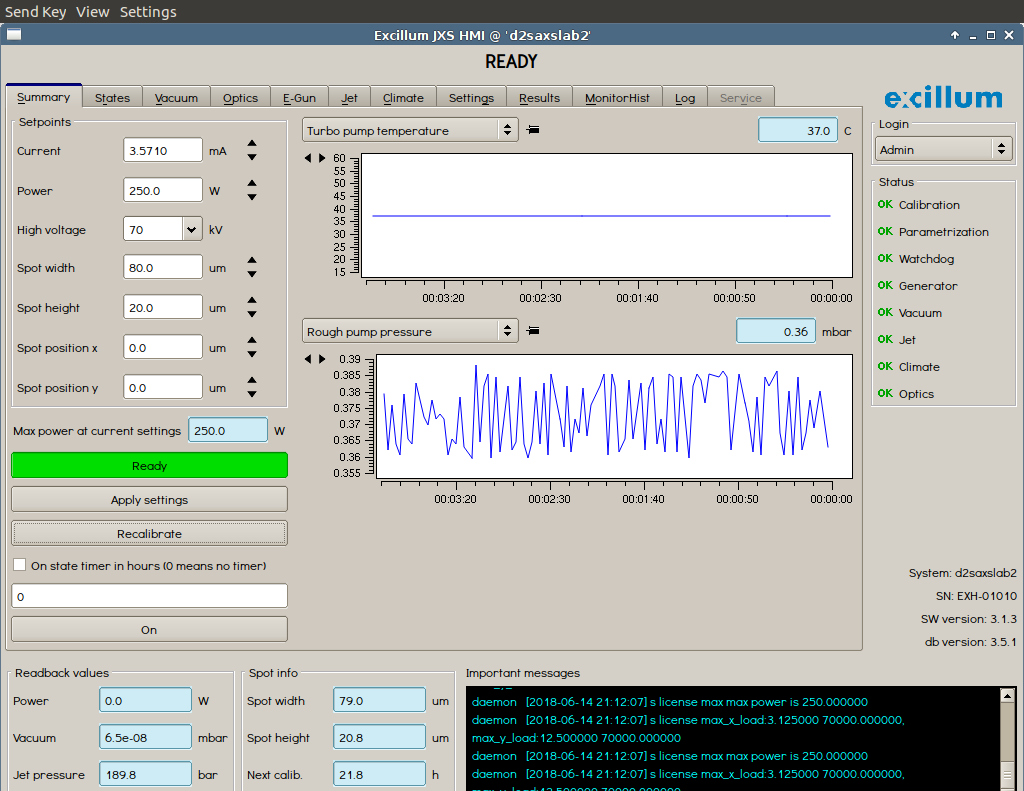 Send Key View Settings
Excillum JXS HMI @ 'd2saxslab2'
READY
Summary States Vacuum Optics E-Gun Jet Climate Settings Results MonitorHist Log Service
excillum
Setpoints
Current 3.5710 mA
Power 250.0 W
High voltage 70 kV
Spot width 80.0 um
Spot height 20.0 um
Spot position x 0.0 um
Spot position y 0.0 um
Max power at current settings 250.0 W
Ready
Apply settings
Recalibrate
On state timer in hours (0 means no timer)
0
On
Turbo pump temperature 37.0 C
60
55
50
45
40
35
30
25
20
15
00:03:20 00:02:30 00:01:40 00:00:50 00:00:00
Rough pump pressure 0.36 mbar
0.39
0.385
0.38
0.375
0.37
0.365
0.36
0.355
00:03:20 00:02:30 00:01:40 00:00:50 00:00:00
Login
Admin
Status
OK Calibration
OK Parametrization
OK Watchdog
OK Generator
OK Vacuum
OK Jet
OK Climate
OK Optics
System: d2saxslab2
SN: EXH-01010
SW version: 3.1.3
db version: 3.5.1
Readback values
Power 0.0 W
Vacuum 6.5e-08 mbar
Jet pressure 189.8 bar
Spot info
Spot width 79.0 um
Spot height 20.8 um
Next calib. 21.8 h
Important messages
daemon [2018-06-14 21:12:07] s license max max power is 250.000000
daemon [2018-06-14 21:12:07] s license max_x_load:3.125000 70000.000000,
max_y_load:12.500000 70000.000000
daemon [2018-06-14 21:12:07] s license max max power is 250.000000
daemon [2018-06-14 21:12:07] s license max_x_load:3.125000 70000.000000,